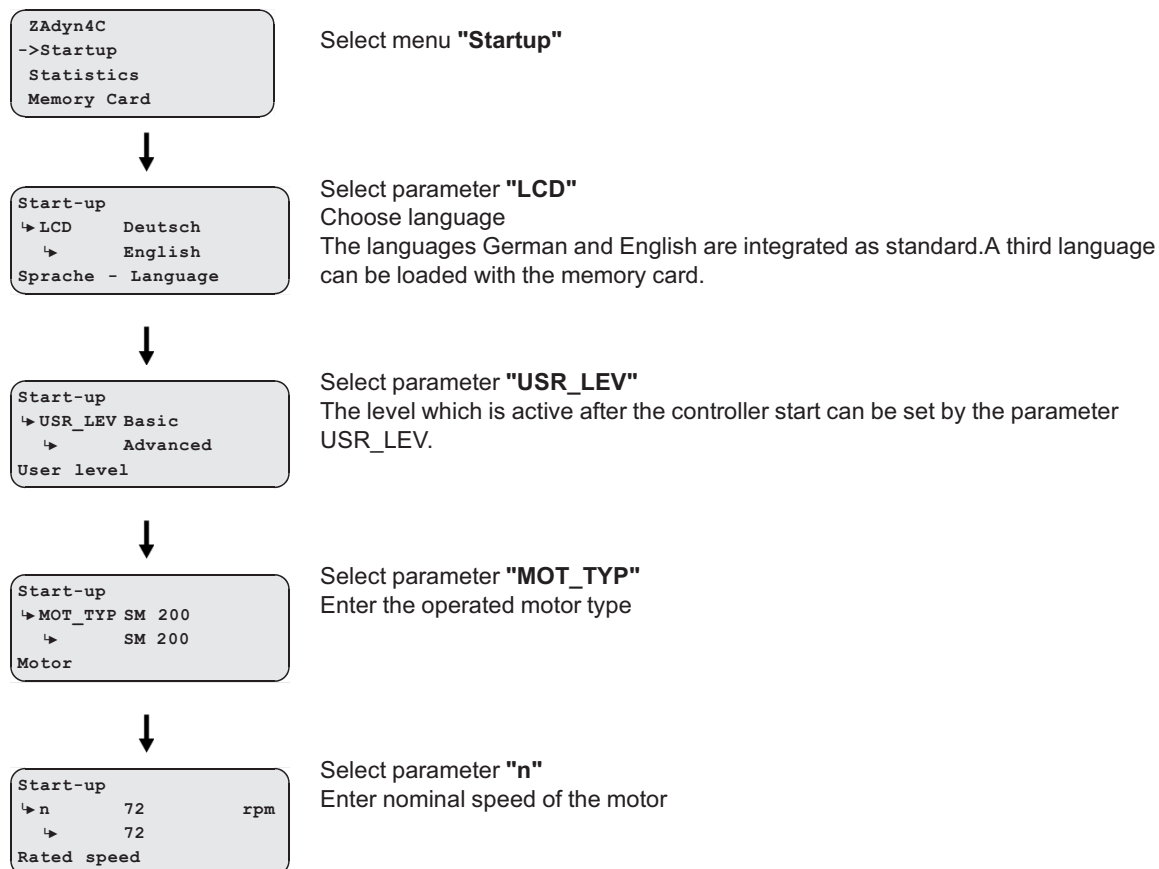 ZAdyn4C
->Startup
Statistics
Memory Card
Select menu "Startup"
Start-up
↳ LCD Deutsch
↳ English
Sprache - Language
Select parameter "LCD"
Choose language
The languages German and English are integrated as standard.A third language
can be loaded with the memory card.
Start-up
↳ USR_LEV Basic
↳ Advanced
User level
Select parameter "USR_LEV"
The level which is active after the controller start can be set by the parameter
USR_LEV.
Start-up
↳ MOT_TYP SM 200
↳ SM 200
Motor
Select parameter "MOT_TYP"
Enter the operated motor type
Start-up
↳ n 72 rpm
↳ 72
Rated speed
Select parameter "n"
Enter nominal speed of the motor